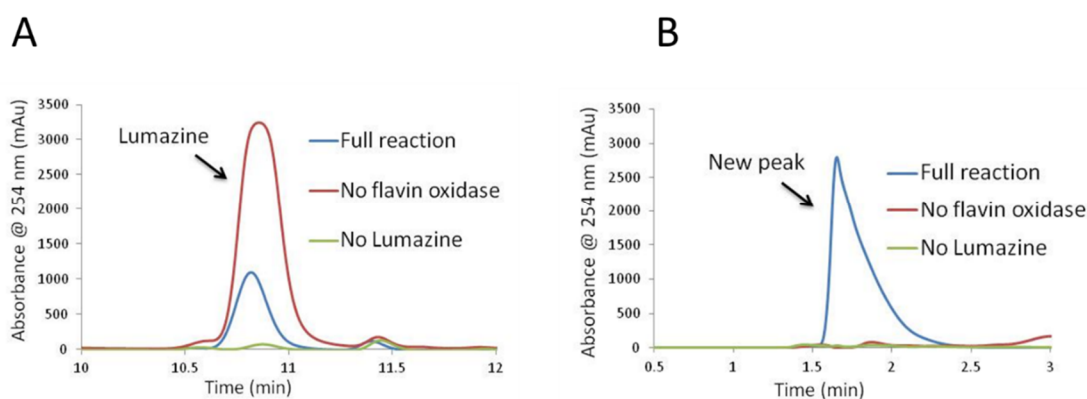 A
Absorbance @ 254 nm (mAu)
3500
3000
2500
2000
1500
1000
500
0
10
10.5
11
11.5
12
Time (min)
Lumazine
Full reaction
No flavin oxidase
No Lumazine
B
Absorbance @ 254 nm (mAu)
3500
3000
2500
2000
1500
1000
500
0
0.5
1
1.5
2
2.5
3
Time (min)
New peak
Full reaction
No flavin oxidase
No Lumazine